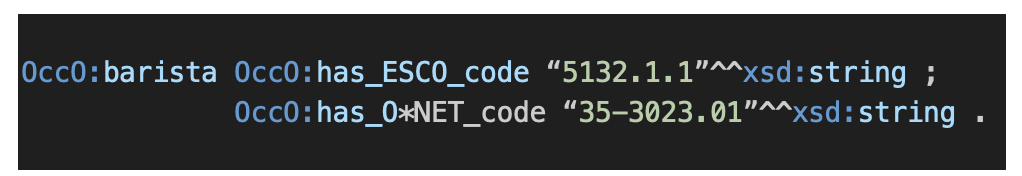 OccO:barista OccO:has_ESCO_code “5132.1.1”^^xsd:string ;
OccO:has_O*NET_code “35-3023.01”^^xsd:string .